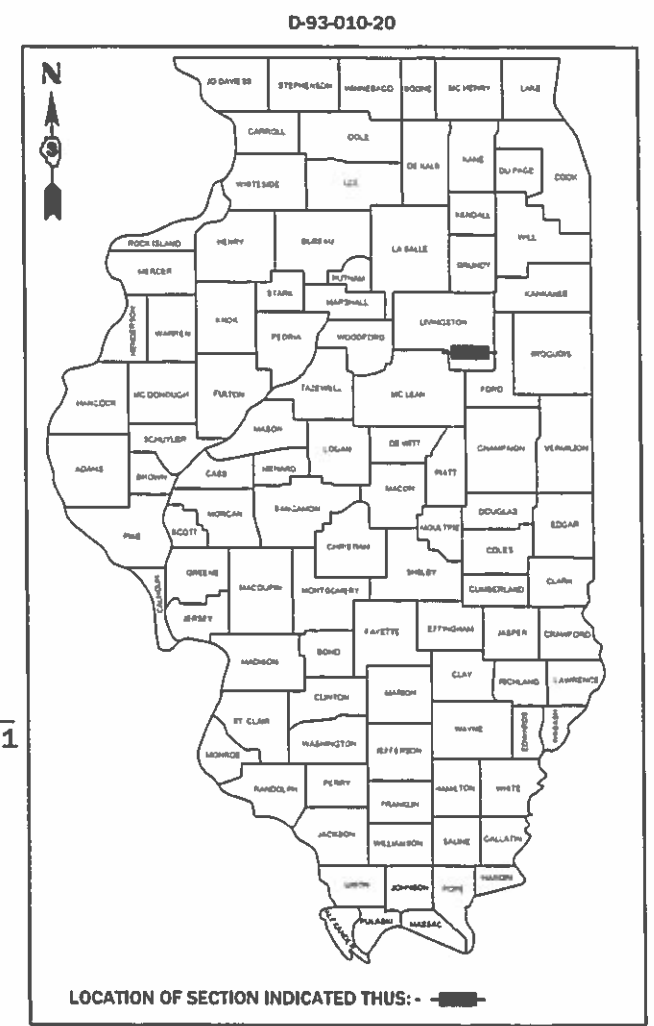 D-93-010-20
N
JO DAVIESS STEPHENSON WINNEBAGO BOONE MC HENRY LAKE
CARROLL OGLE
DE KALB KANE DU PAGE COOK
WHITESIDE LEE
KENDALL WILL
ROCK ISLAND HENRY BUREAU LA SALLE
MERCER PUTNAM GRUNDY
STARK MARSHALL KANKAKEE
HENDERSON WARREN KNOX PEORIA WOODFORD LIVINGSTON
IROQUOIS
HANCOCK MC DONOUGH FULTON TAZEWELL MC LEAN FORD
MASON
SCHUYLER LOGAN DE WITT CHAMPAIGN VERMILION
ADAMS BROWN CASS MENARD PIATT
MACON
MORGAN SANGAMON DOUGLAS EDGAR
PIKE SCOTT MOULTRIE
CHRISTIAN COLES
GREENE MACOUPIN MONTGOMERY SHELBY CLARK
CALHOUN CUMBERLAND
JERSEY FAYETTE EFFINGHAM JASPER CRAWFORD
MADISON BOND
CLAY RICHLAND LAWRENCE
CLINTON MARION
ST CLAIR WAYNE EDWARDS WABASH
1
MONROE WASHINGTON JEFFERSON
RANDOLPH PERRY HAMILTON WHITE
FRANKLIN
JACKSON WILLIAMSON SALINE GALLATIN
UNION JOHNSON POPE HARDIN
ALEXANDER PULASKI MASSAC
LOCATION OF SECTION INDICATED THUS: -